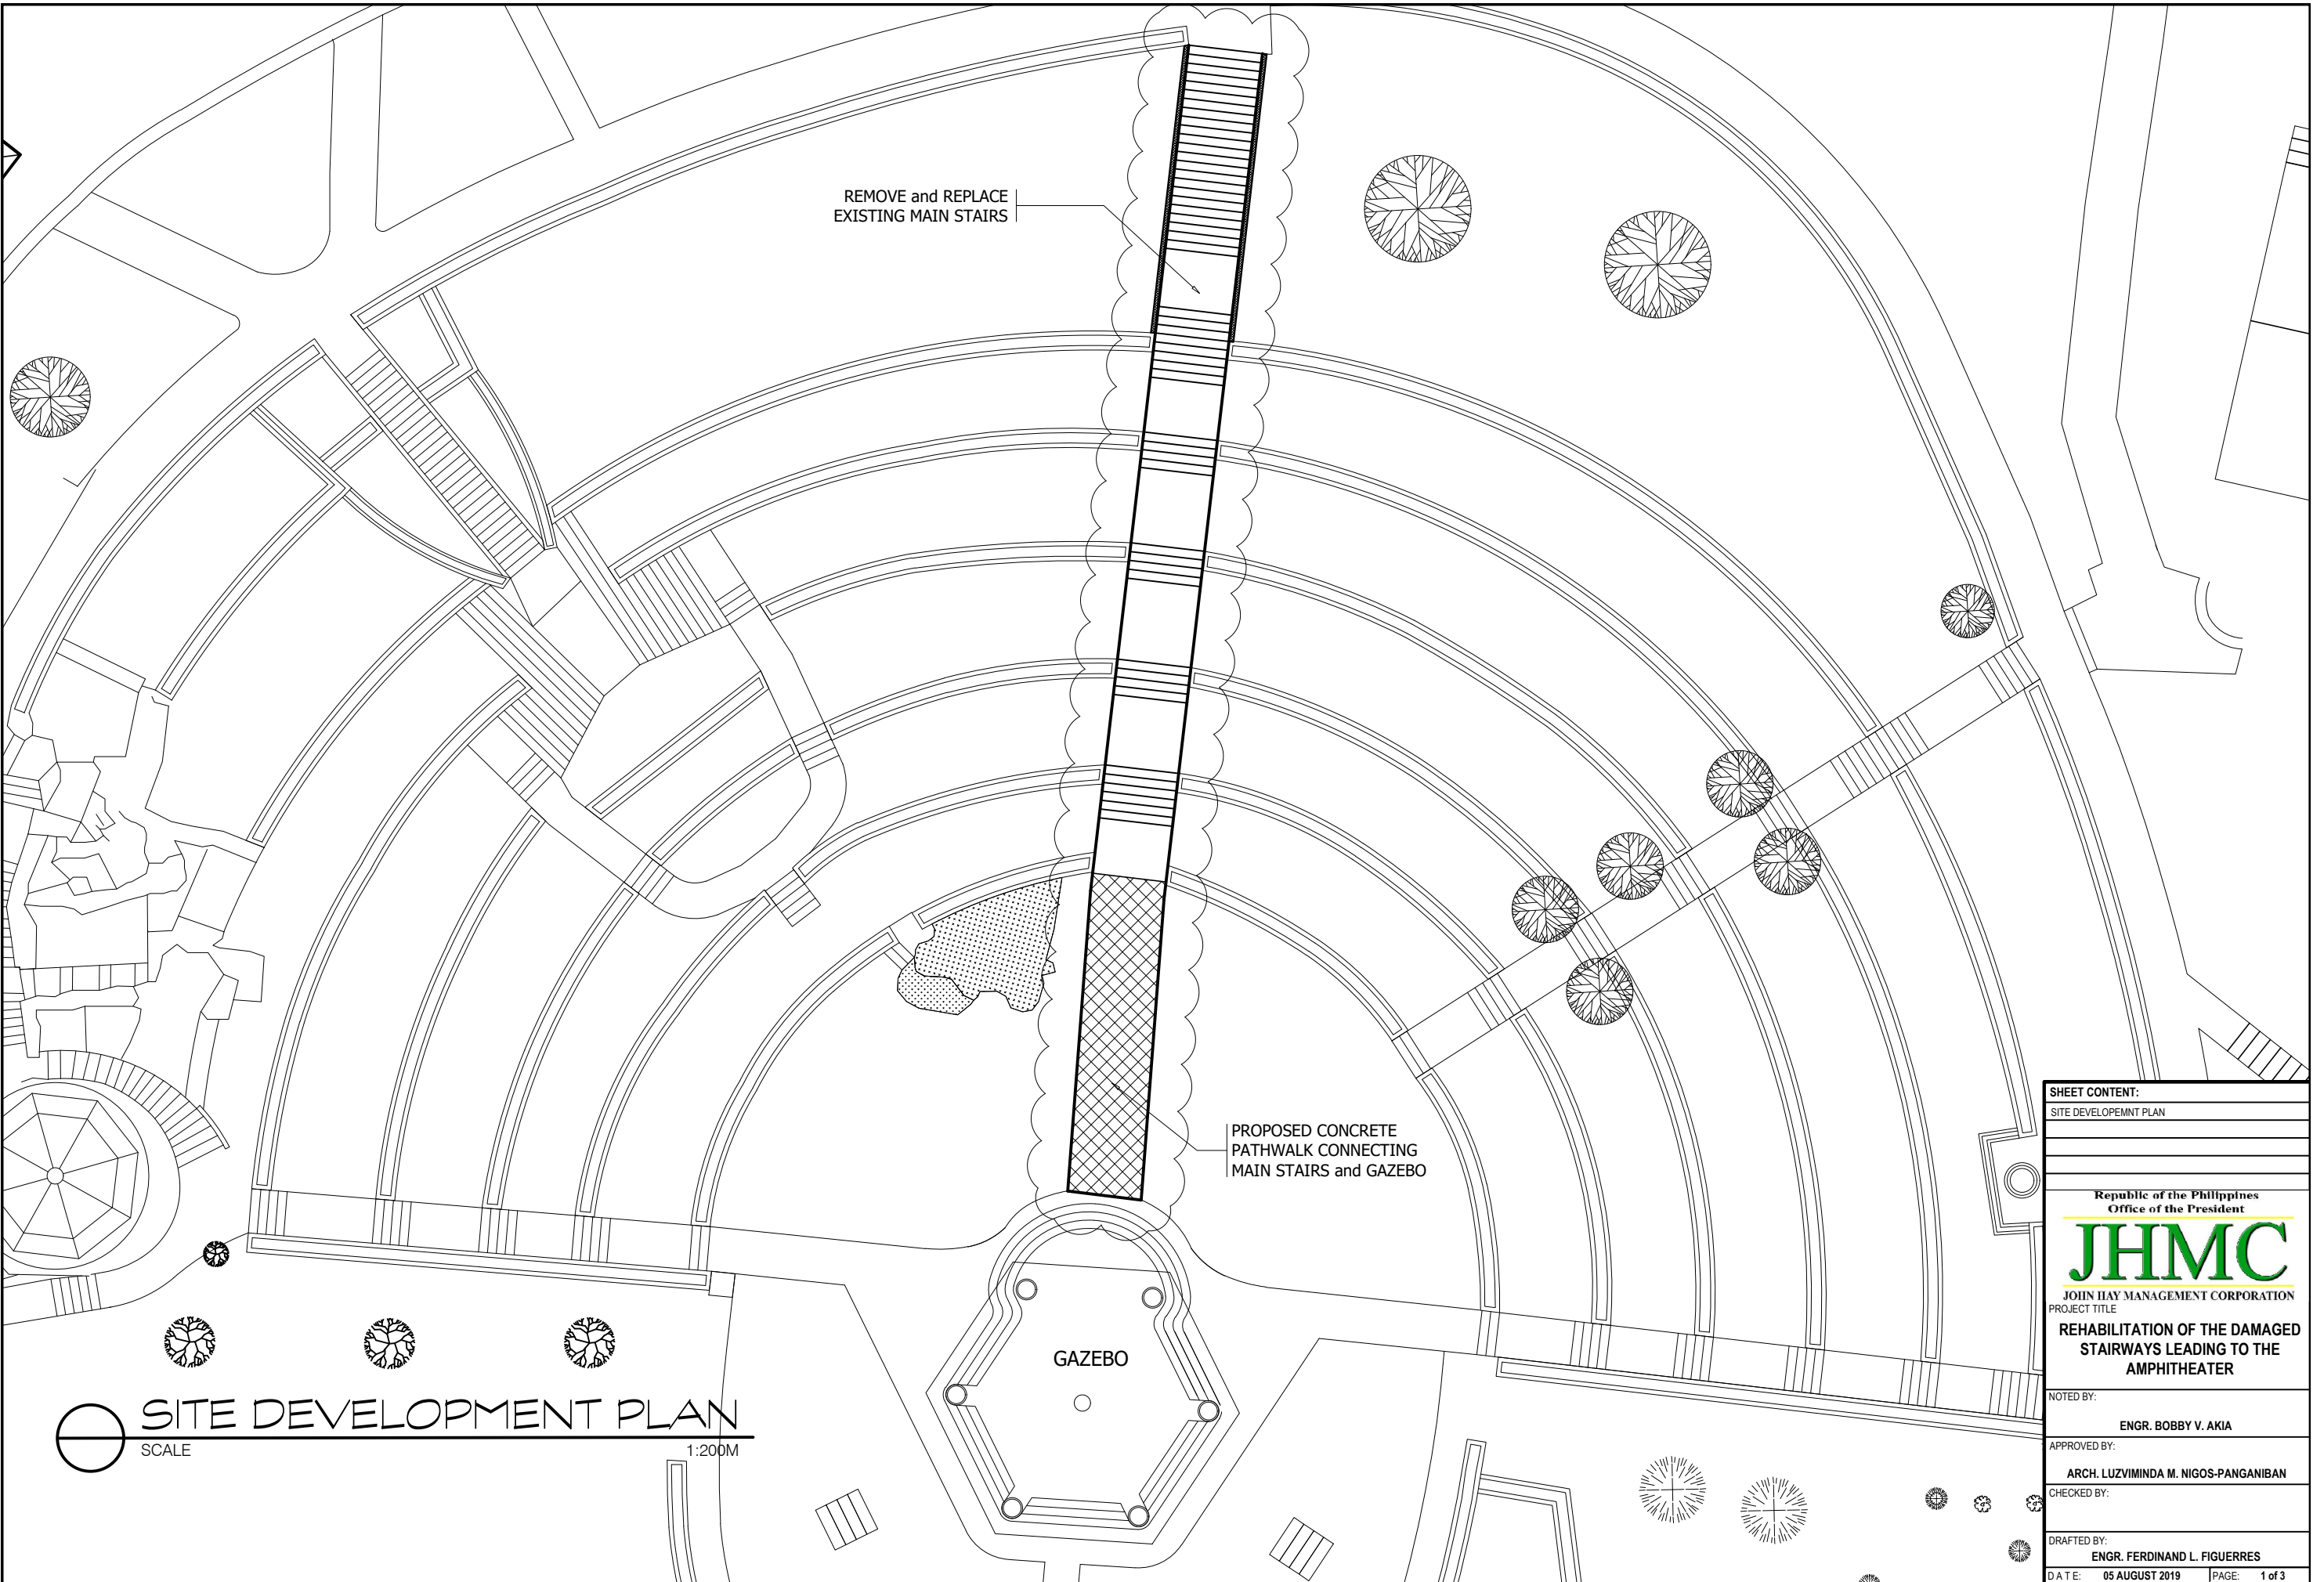 REMOVE and REPLACE
EXISTING MAIN STAIRS
PROPOSED CONCRETE
PATHWALK CONNECTING
MAIN STAIRS and GAZEBO
GAZEBO
SITE DEVELOPMENT PLAN
SCALE 1:200M
SHEET CONTENT:
SITE DEVELOPEMNT PLAN
Republic of the Philippines
Office of the President
JHMC
JOHN HAY MANAGEMENT CORPORATION
PROJECT TITLE
REHABILITATION OF THE DAMAGED
STAIRWAYS LEADING TO THE
AMPHITHEATER
NOTED BY:
ENGR. BOBBY V. AKIA
APPROVED BY:
ARCH. LUZVIMINDA M. NIGOS-PANGANIBAN
CHECKED BY:
DRAFTED BY:
ENGR. FERDINAND L. FIGUERRES
D A T E: 05 AUGUST 2019 PAGE: 1 of 3